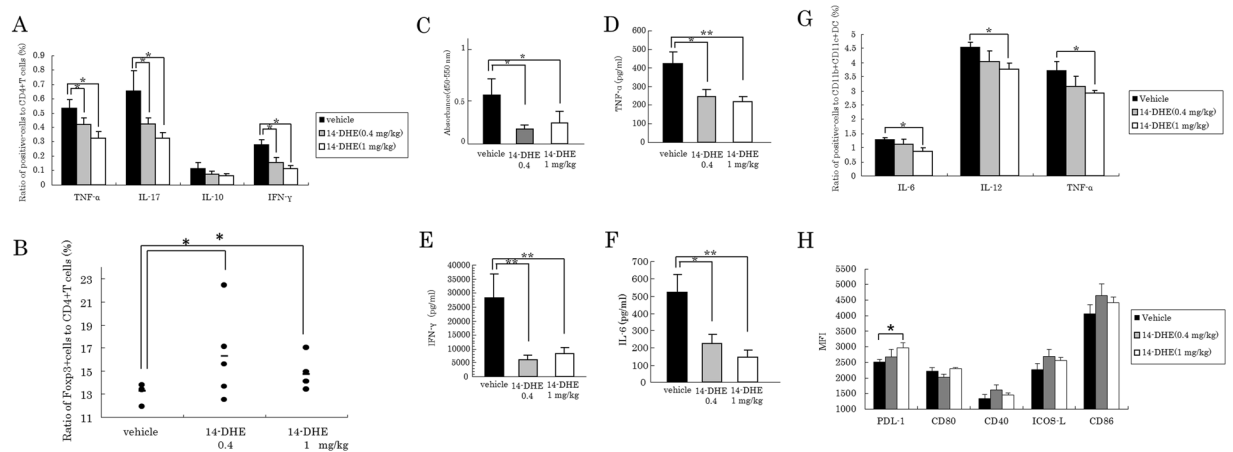 A
Ratio of positive-cells to CD4+T cells (%)
0.9
0.8
0.7
0.6
0.5
0.4
0.3
0.2
0.1
0
* * * * * *
TNF-α IL-17 IL-10 IFN-γ
vehicle
14-DHE(0.4 mg/kg)
14-DHE(1 mg/kg)
B
Ratio of Foxp3+cells to CD4+T cells (%)
23
21
19
17
15
13
11
* *
vehicle 14-DHE 14-DHE
0.4 1 mg/kg
C
Absorbance(450-550 nm)
1
0.5
0
* *
vehicle 14-DHE 14-DHE
0.4 1 mg/kg
D
TNF-α (pg/ml)
600
500
400
300
200
100
0
* **
vehicle 14-DHE 14-DHE
0.4 1 mg/kg
E
IFN-γ (pg/ml)
40000
35000
30000
25000
20000
15000
10000
5000
0
** **
vehicle 14-DHE 14-DHE
0.4 1 mg/kg
F
IL-6 (pg/ml)
700
600
500
400
300
200
100
0
* **
vehicle 14-DHE 14-DHE
0.4 1 mg/kg
G
Ratio of positive-cells to CD11b+CD11c+DC (%)
5
4.5
4
3.5
3
2.5
2
1.5
1
0.5
0
* * *
IL-6 IL-12 TNF-α
Vehicle
14-DHE(0.4 mg/kg)
14-DHE(1 mg/kg)
H
MFI
5500
5000
4500
4000
3500
3000
2500
2000
1500
1000
*
PDL-1 CD80 CD40 ICOS-L CD86
Vehicle
14-DHE(0.4 mg/kg)
14-DHE(1 mg/kg)